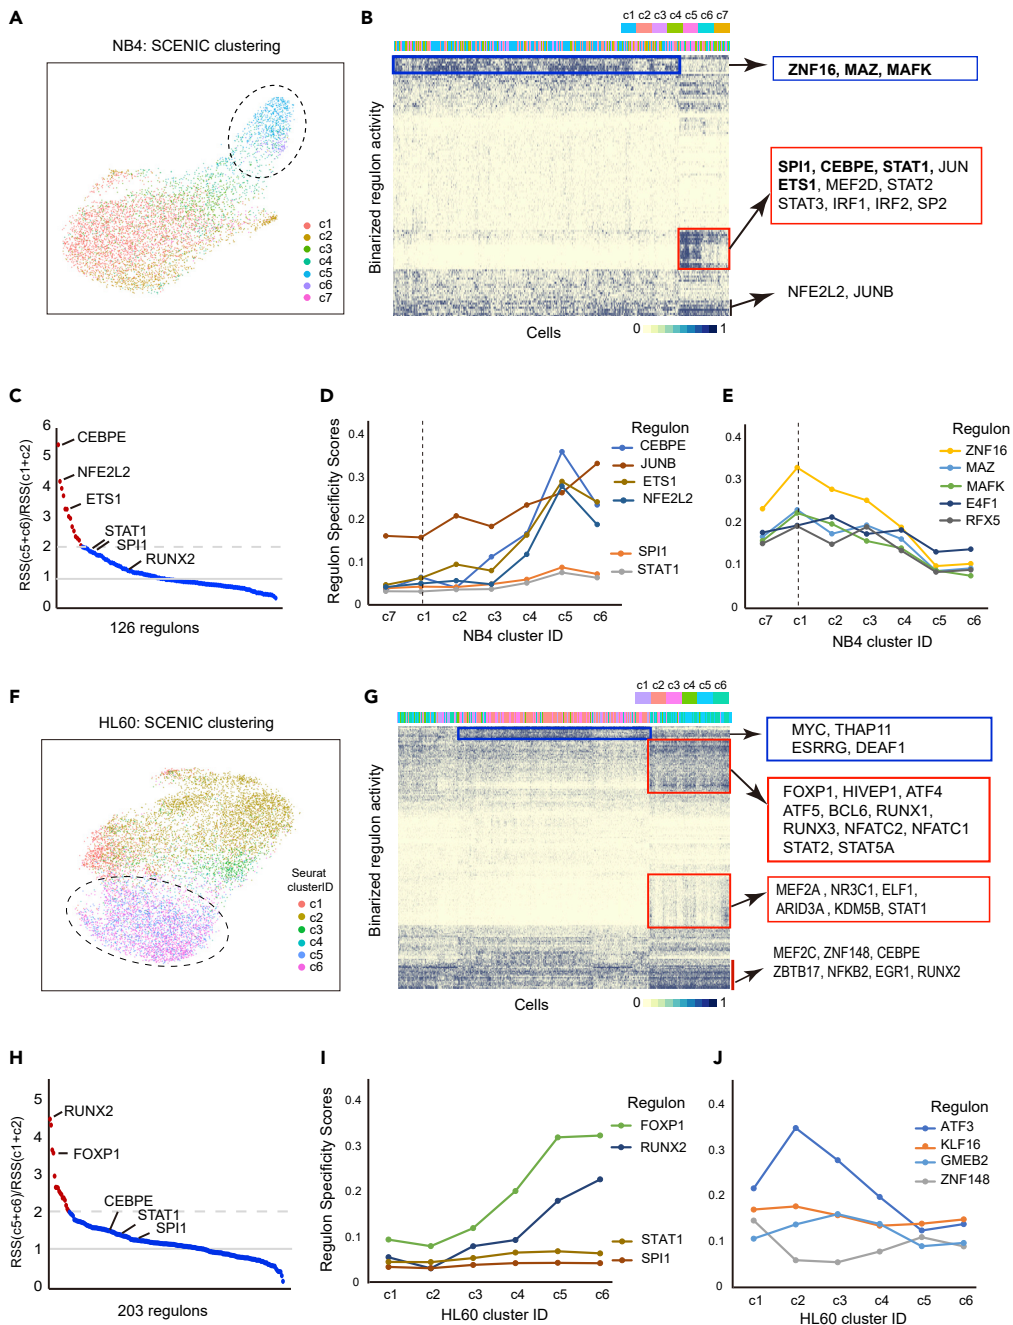 A
NB4: SCENIC clustering
c1
c2
c3
c4
c5
c6
c7
B
c1 c2 c3 c4 c5 c6 c7
Binarized regulon activity
Cells
0 1
ZNF16, MAZ, MAFK
SPI1, CEBPE, STAT1, JUN
ETS1, MEF2D, STAT2
STAT3, IRF1, IRF2, SP2
NFE2L2, JUNB
C
RSS(c5+c6)/RSS(c1+c2)
6
5
4
3
2
1
0
CEBPE
NFE2L2
ETS1
STAT1
SPI1
RUNX2
126 regulons
D
Regulon Specificity Scores
0.4
0.3
0.2
0.1
0
c7 c1 c2 c3 c4 c5 c6
NB4 cluster ID
Regulon
CEBPE
JUNB
ETS1
NFE2L2
SPI1
STAT1
E
0.4
0.3
0.2
0.1
0
c7 c1 c2 c3 c4 c5 c6
NB4 cluster ID
Regulon
ZNF16
MAZ
MAFK
E4F1
RFX5
F
HL60: SCENIC clustering
Seurat
clusterID
c1
c2
c3
c4
c5
c6
G
c1 c2 c3 c4 c5 c6
Binarized regulon activity
Cells
0 1
MYC, THAP11
ESRRG, DEAF1
FOXP1, HIVEP1, ATF4
ATF5, BCL6, RUNX1,
RUNX3, NFATC2, NFATC1
STAT2, STAT5A
MEF2A, NR3C1, ELF1,
ARID3A , KDM5B, STAT1
MEF2C, ZNF148, CEBPE
ZBTB17, NFKB2, EGR1, RUNX2
H
RSS(c5+c6)/RSS(c1+c2)
5
4
3
2
1
0
RUNX2
FOXP1
CEBPE
STAT1
SPI1
203 regulons
I
Regulon Specificity Scores
0.4
0.3
0.2
0.1
0
c1 c2 c3 c4 c5 c6
HL60 cluster ID
Regulon
FOXP1
RUNX2
STAT1
SPI1
J
0.4
0.3
0.2
0.1
0
c1 c2 c3 c4 c5 c6
HL60 cluster ID
Regulon
ATF3
KLF16
GMEB2
ZNF148